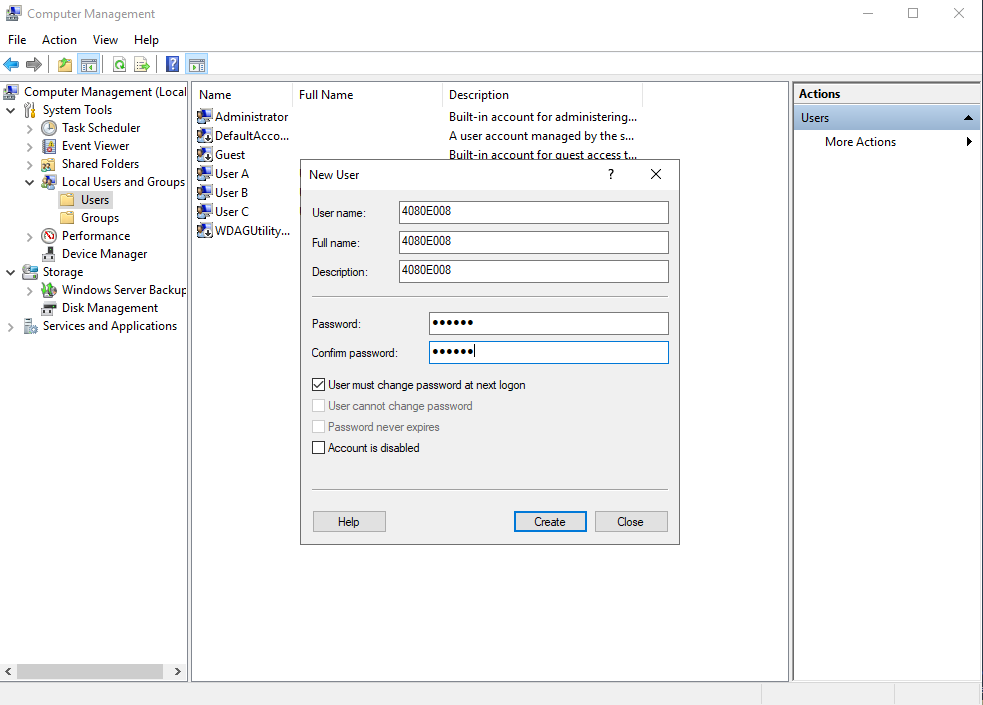 Computer Management
File Action View Help
Computer Management (Local
System Tools
Task Scheduler
Event Viewer
Shared Folders
Local Users and Groups
Users
Groups
Performance
Device Manager
Storage
Windows Server Backup
Disk Management
Services and Applications
Name Full Name Description
Administrator Built-in account for administering...
DefaultAcco... A user account managed by the s...
Guest Built-in account for guest access t...
User A
User B
User C
WDAGUtility...
New User
?
User name: 4080E008
Full name: 4080E008
Description: 4080E008
Password: ●●●●●●
Confirm password: ●●●●●●
User must change password at next logon
User cannot change password
Password never expires
Account is disabled
Help Create Close
Actions
Users
More Actions